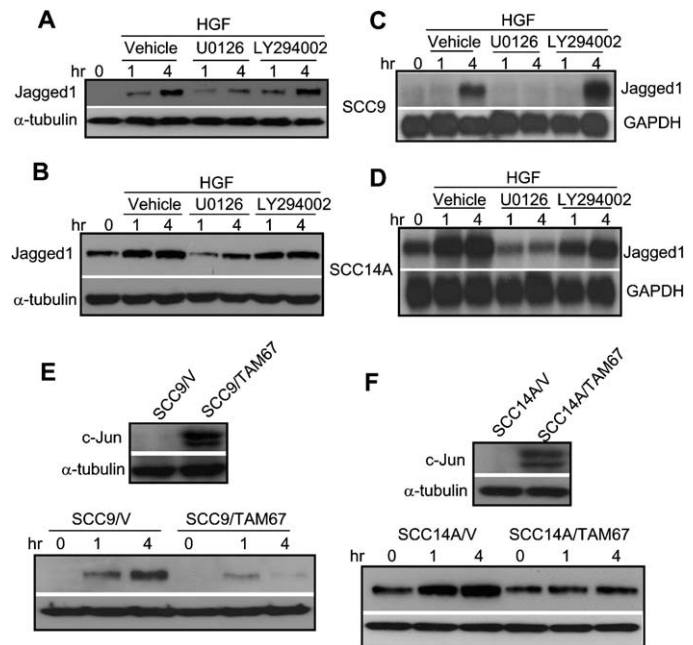 A
HGF
Vehicle U0126 LY294002
hr 0 1 4 1 4 1 4
Jagged1
α-tubulin
SCC9
C
HGF
Vehicle U0126 LY294002
hr 0 1 4 1 4 1 4
Jagged1
GAPDH
B
HGF
Vehicle U0126 LY294002
hr 0 1 4 1 4 1 4
Jagged1
α-tubulin
SCC14A
D
HGF
Vehicle U0126 LY294002
hr 0 1 4 1 4 1 4
Jagged1
GAPDH
E
SCC9/V SCC9/TAM67
c-Jun
α-tubulin
SCC9/V SCC9/TAM67
hr 0 1 4 0 1 4
F
SCC14A/V SCC14A/TAM67
c-Jun
α-tubulin
SCC14A/V SCC14A/TAM67
hr 0 1 4 0 1 4